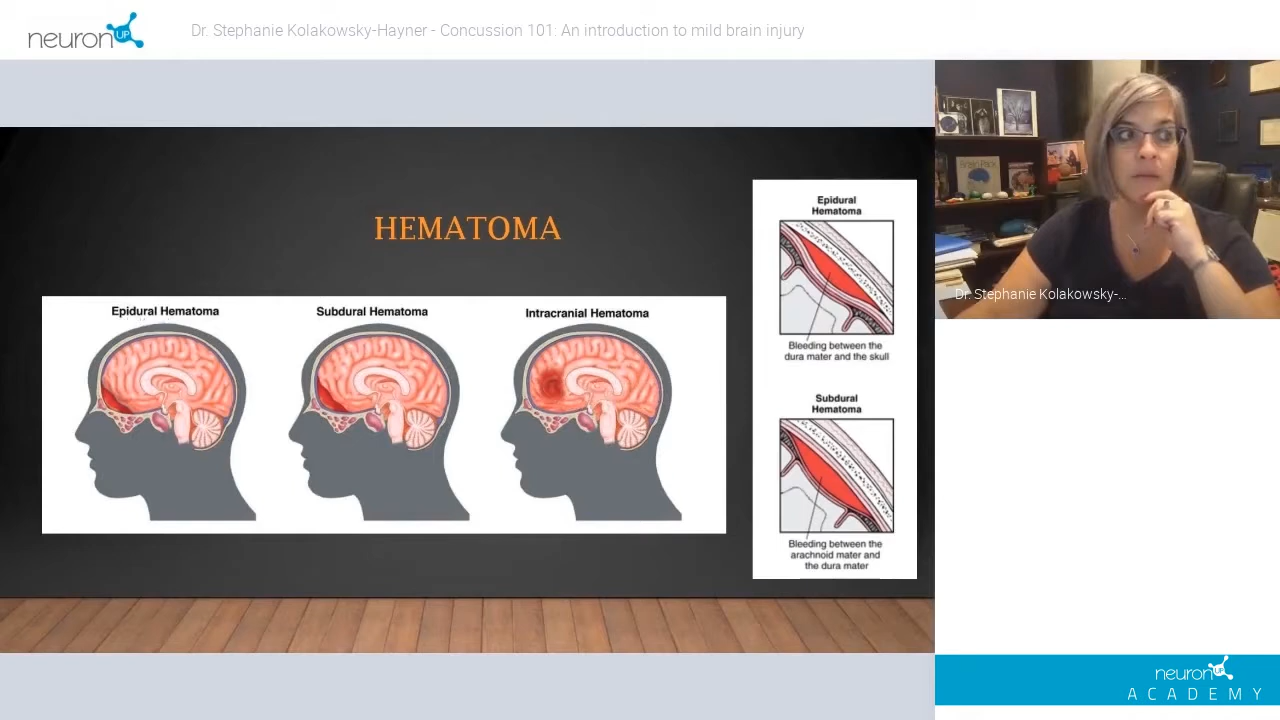 neuronUP
Dr. Stephanie Kolakowsky-Hayner - Concussion 101: An introduction to mild brain injury
HEMATOMA
Epidural Hematoma
Subdural Hematoma
Intracranial Hematoma
Epidural
Hematoma
Bleeding between the
dura mater and the skull
Subdural
Hematoma
Bleeding between the
arachnoid mater and
the dura mater
Dr. Stephanie Kolakowsky-...
neuronUP
ACADEMY